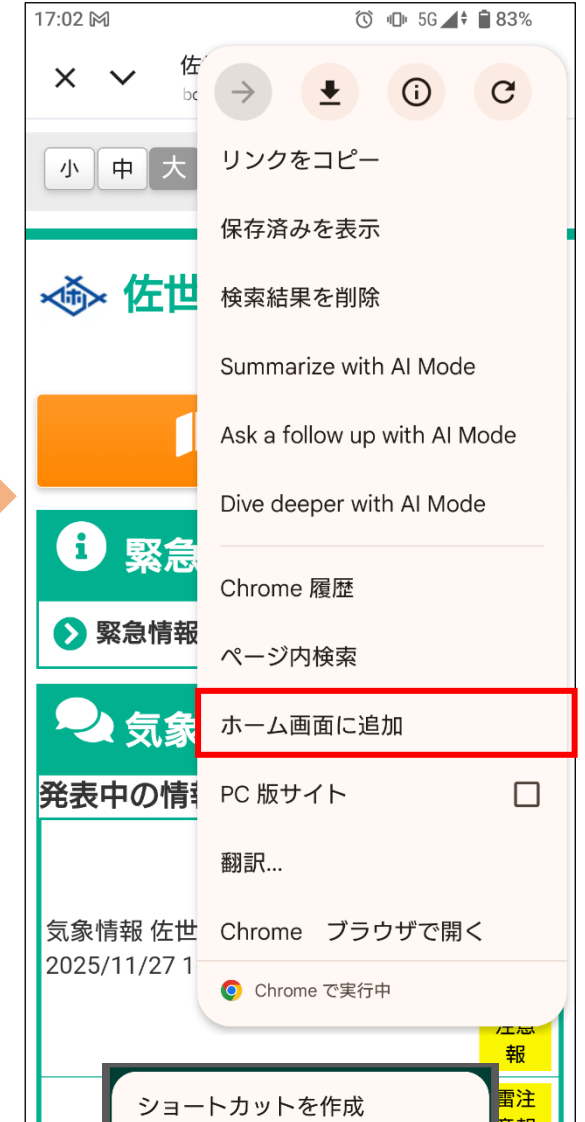 17:02
5G 83%
佐
小 中 大
リンクをコピー
保存済みを表示
佐世
検索結果を削除
Summarize with AI Mode
Ask a follow up with AI Mode
Dive deeper with AI Mode
緊急
Chrome 履歴
緊急情報
ページ内検索
気象
ホーム画面に追加
発表中の情
PC 版サイト
翻訳...
気象情報 佐世
Chrome ブラウザで開く
2025/11/27 1
Chrome で実行中
注意
報
雷注
ショートカットを作成